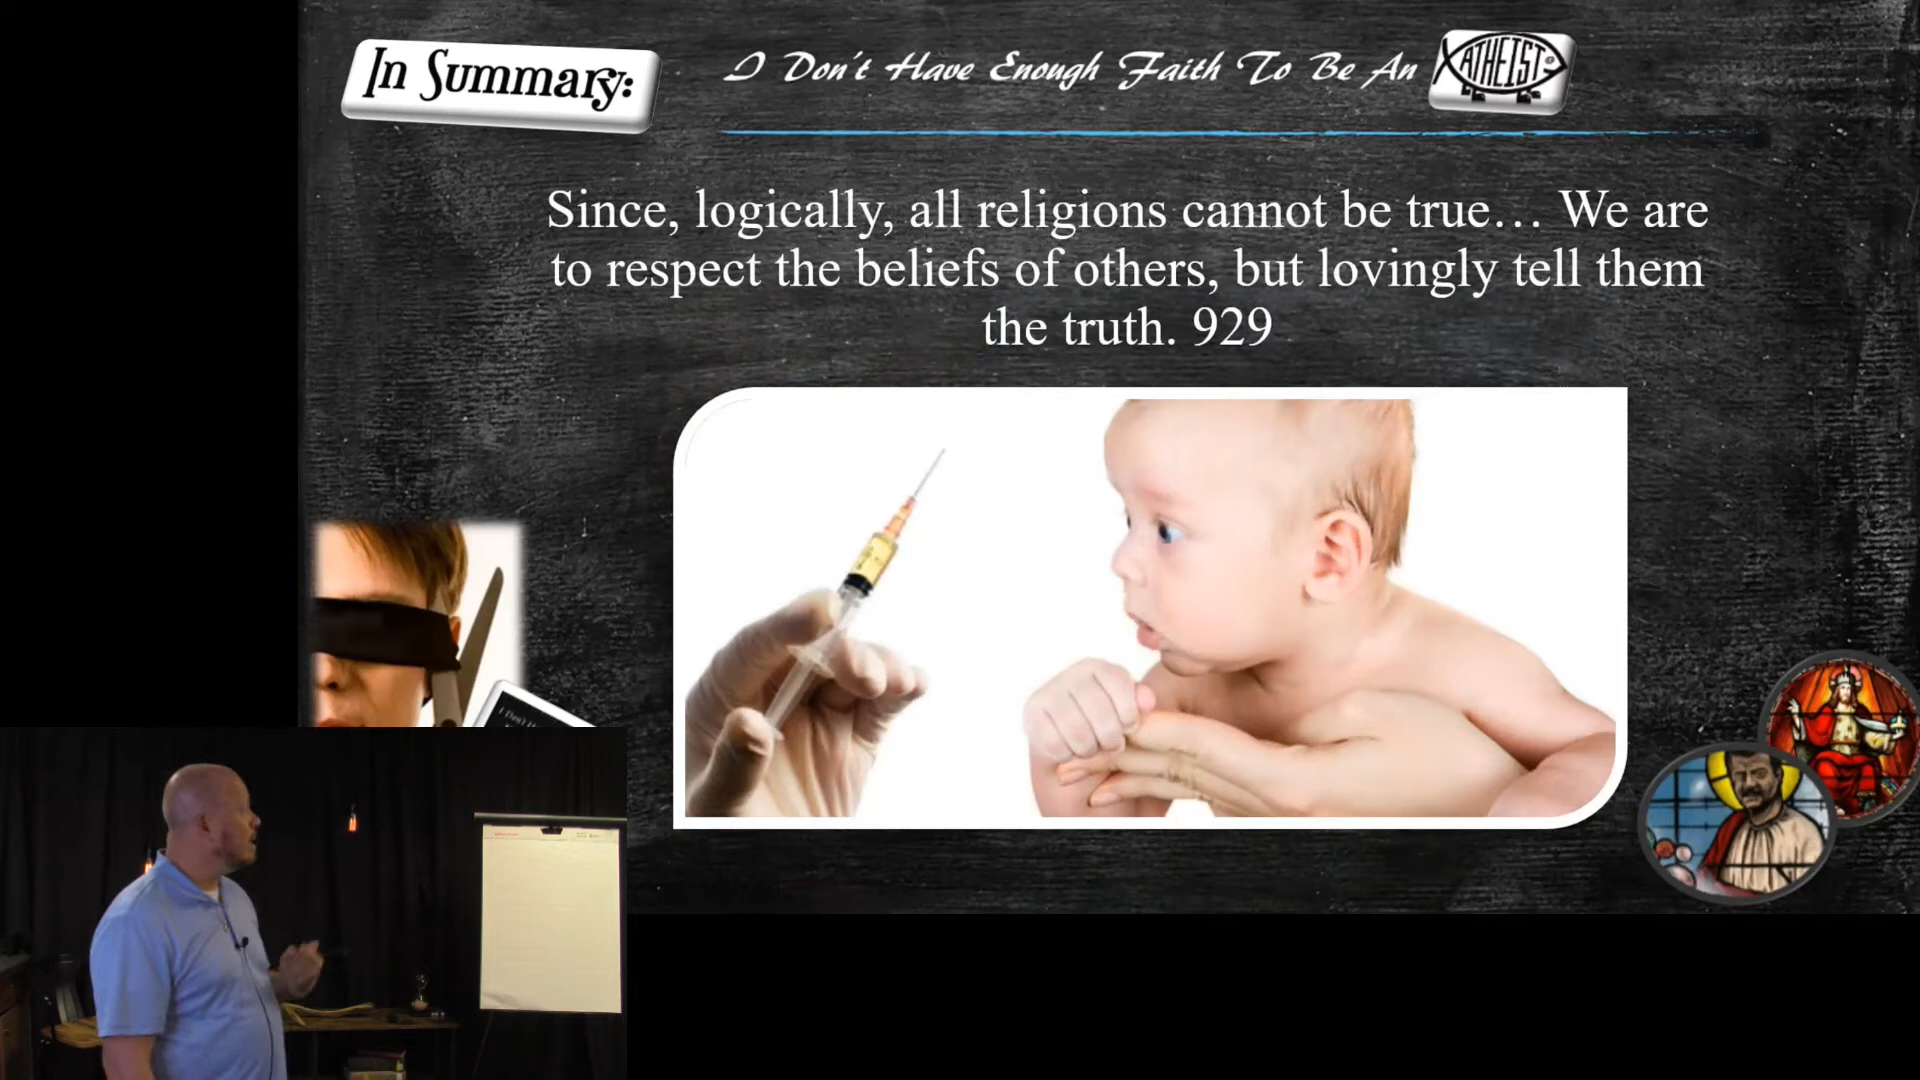 In Summary:
I Don't Have Enough Faith To Be An
ATHEIST
Since, logically, all religions cannot be true... We are
to respect the beliefs of others, but lovingly tell them
the truth. 929